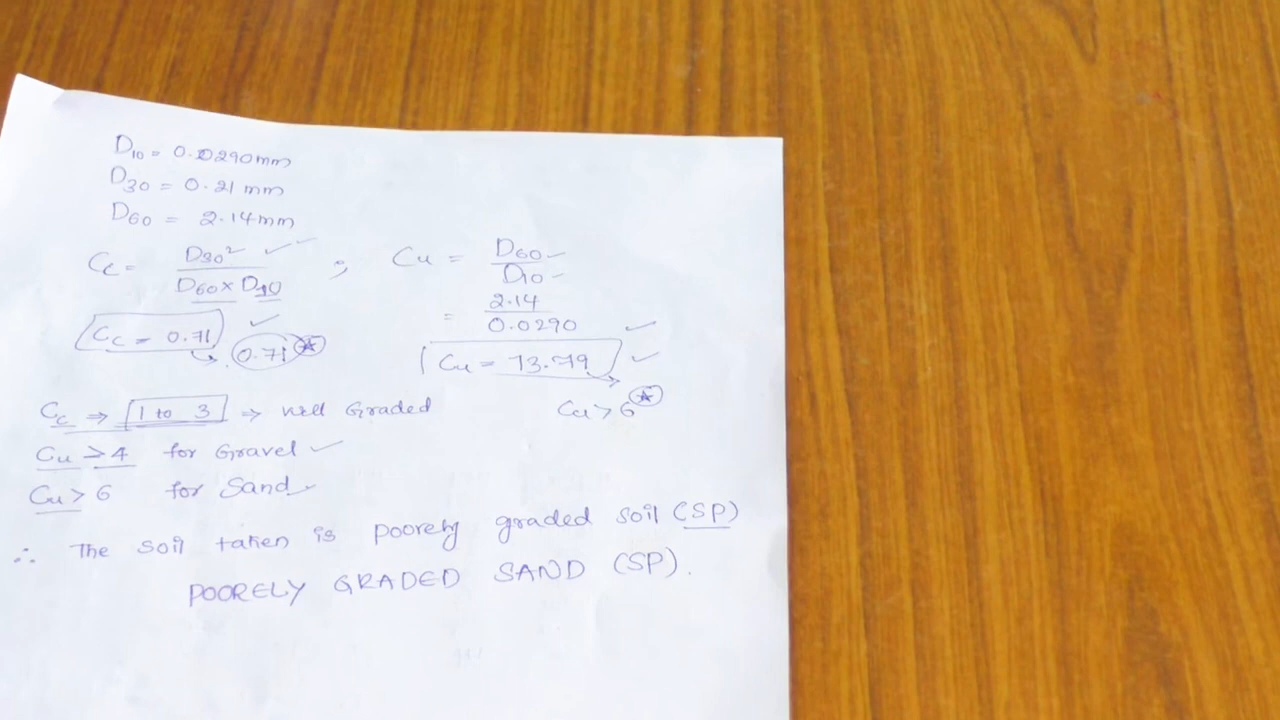 D10 = 0.0290mm
D30 = 0.21 mm
D60 = 2.14mm
Cc = D30² / D60 × D10 ; Cu = D60 / D10
= 2.14 / 0.0290
Cc = 0.71 0.71
Cu = 73.79
Cu > 6
Cc ⇒ 1 to 3 ⇒ Well Graded
Cu > 4 for Gravel
Cu > 6 for Sand
∴ The soil taken is poorely graded soil (SP)
POORELY GRADED SAND (SP).